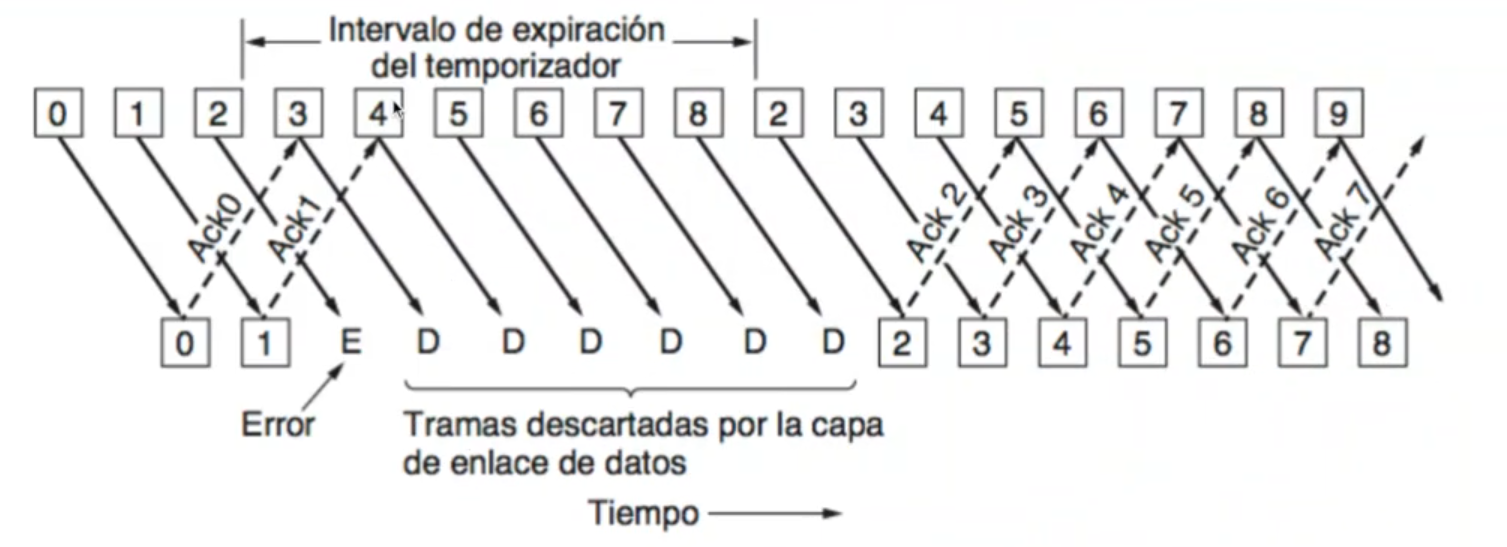 Intervalo de expiración
del temporizador
0 1 2 3 4 5 6 7 8 2 3 4 5 6 7 8 9
Ack0 Ack1 Ack 2 Ack 3 Ack 4 Ack 5 Ack 6 Ack 7
0 1 E D D D D D D 2 3 4 5 6 7 8
Error
Tramas descartadas por la capa
de enlace de datos
Tiempo